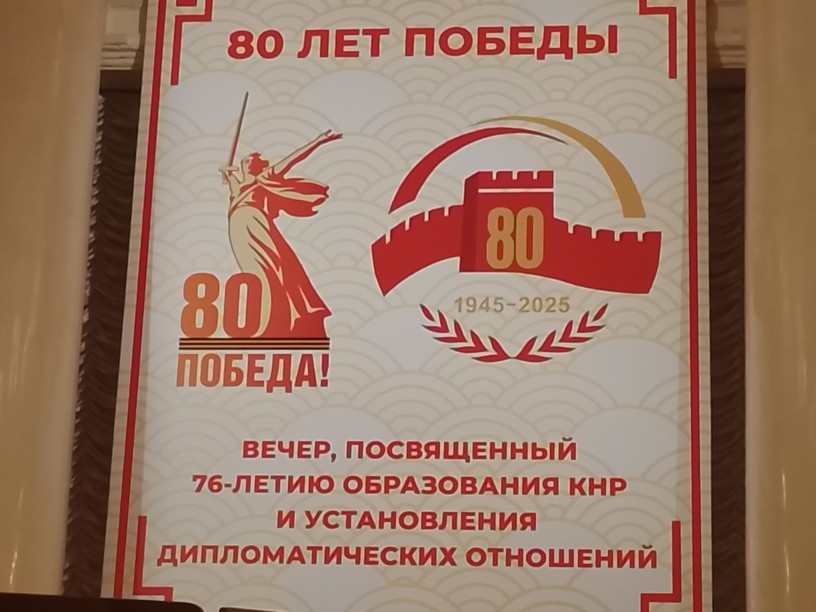 80 ЛЕТ ПОБЕДЫ
80
ПОБЕДА!
80
1945-2025
ВЕЧЕР, ПОСВЯЩЕННЫЙ
76-ЛЕТИЮ ОБРАЗОВАНИЯ КНР
И УСТАНОВЛЕНИЯ
ДИПЛОМАТИЧЕСКИХ ОТНОШЕНИЙ